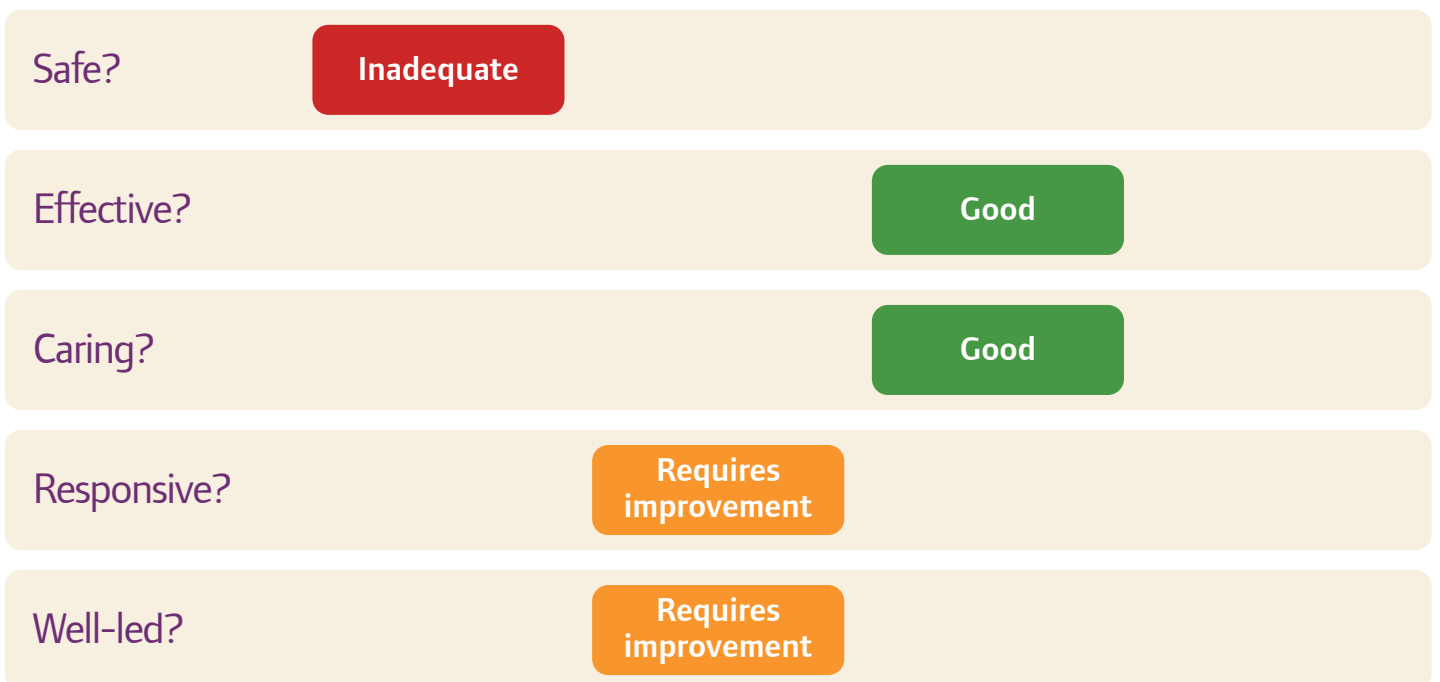 Safe?
Inadequate
Effective?
Good
Caring?
Good
Responsive?
Requires
improvement
Well-led?
Requires
improvement